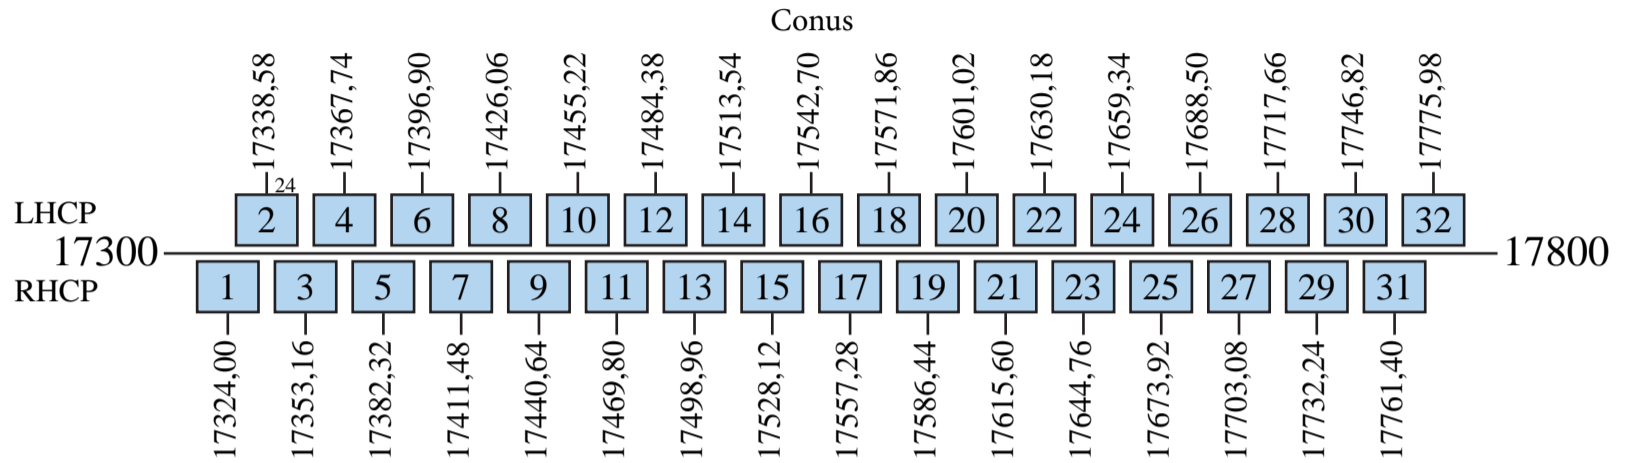 Conus
17338,58 17367,74 17396,90 17426,06 17455,22 17484,38 17513,54 17542,70 17571,86 17601,02 17630,18 17659,34 17688,50 17717,66 17746,82 17775,98
24
LHCP 2 4 6 8 10 12 14 16 18 20 22 24 26 28 30 32
17300 17800
RHCP 1 3 5 7 9 11 13 15 17 19 21 23 25 27 29 31
17324,00 17353,16 17382,32 17411,48 17440,64 17469,80 17498,96 17528,12 17557,28 17586,44 17615,60 17644,76 17673,92 17703,08 17732,24 17761,40